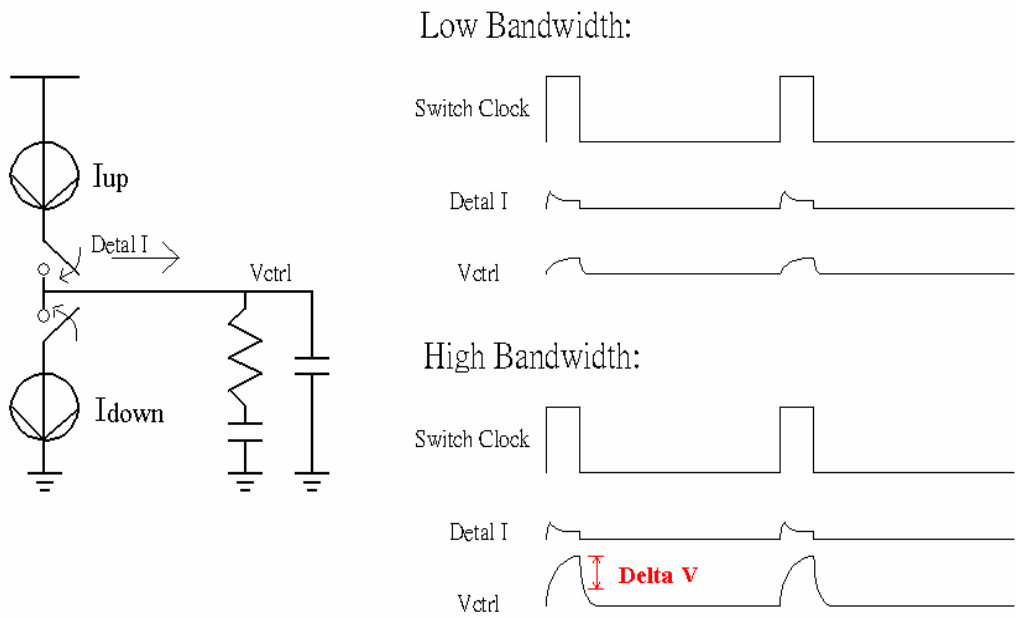 Low Bandwidth:
Switch Clock
Detal I
Vctrl
Iup
Detal I
Vctrl
Idown
High Bandwidth:
Switch Clock
Detal I
Delta V
Vctrl